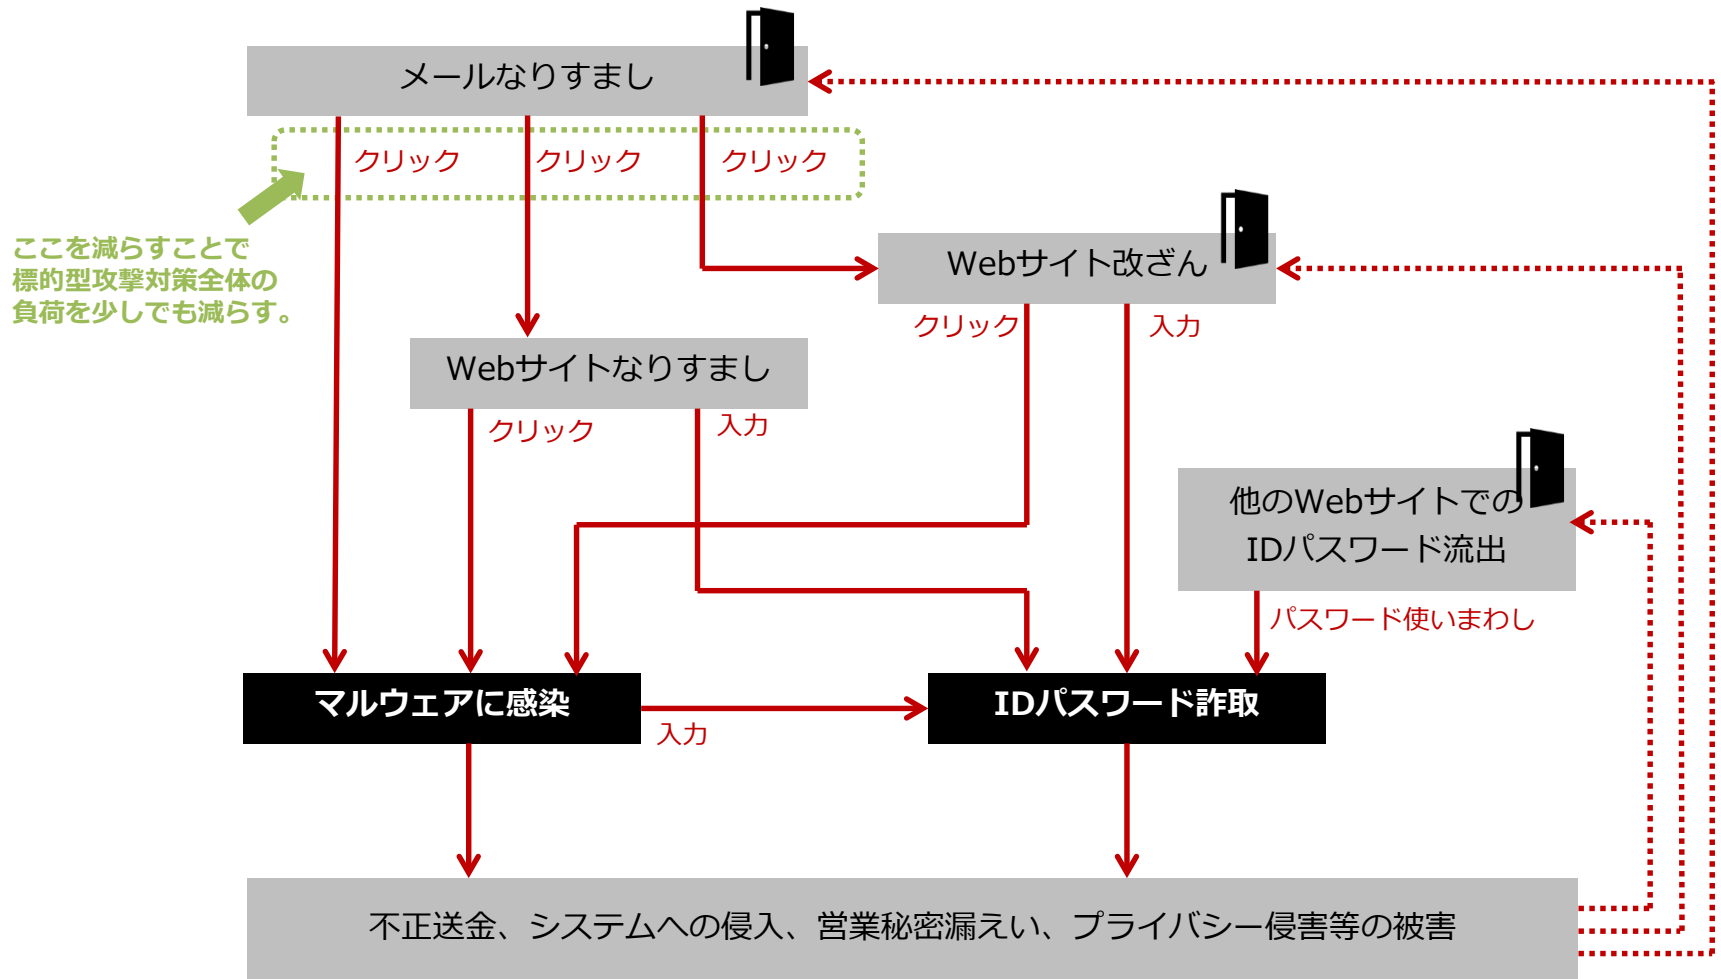 メールなりすまし
クリック
クリック
クリック
ここを減らすことで
標的型攻撃対策全体の
負荷を少しでも減らす。
Webサイト改ざん
クリック
入力
Webサイトなりすまし
クリック
入力
他のWebサイトでの
IDパスワード流出
パスワード使いまわし
マルウェアに感染
入力
IDパスワード詐取
不正送金、システムへの侵入、営業秘密漏えい、プライバシー侵害等の被害